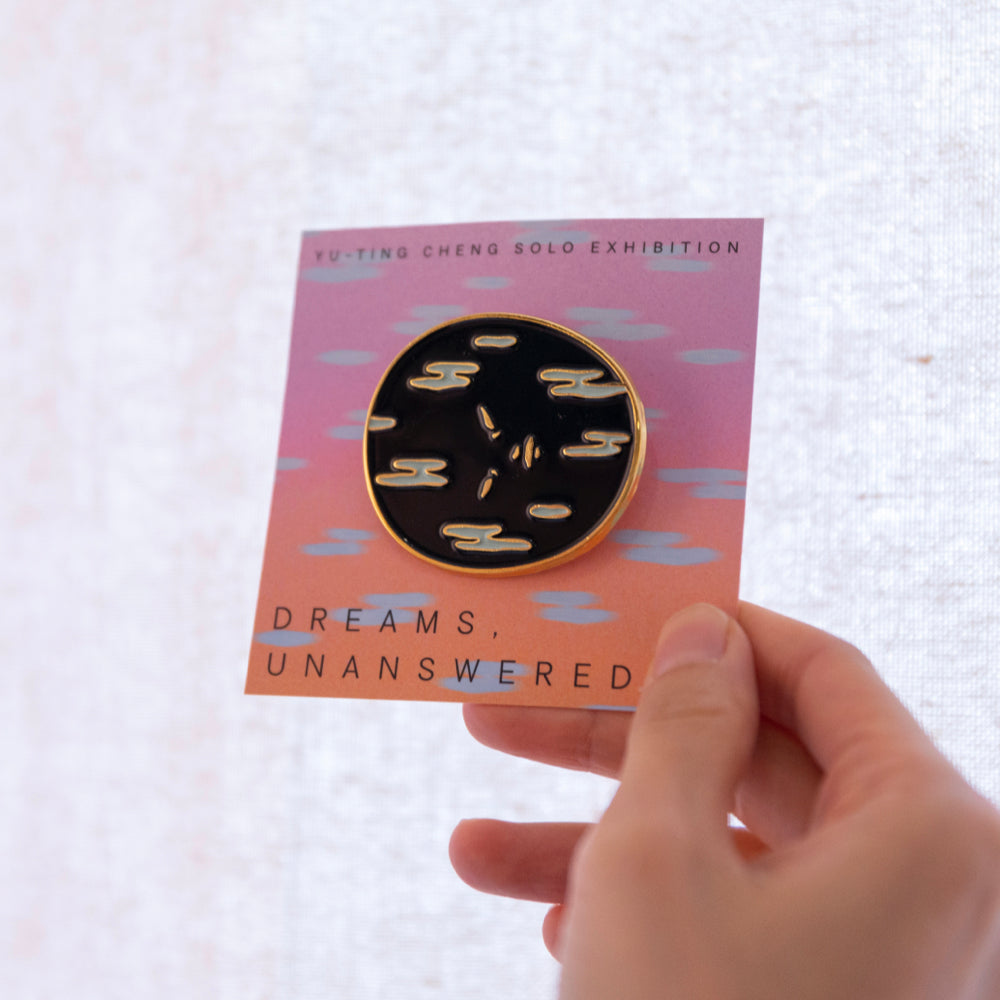 YU-TING CHENG SOLO EXHIBITION
DREAMS,
UNANSWERED